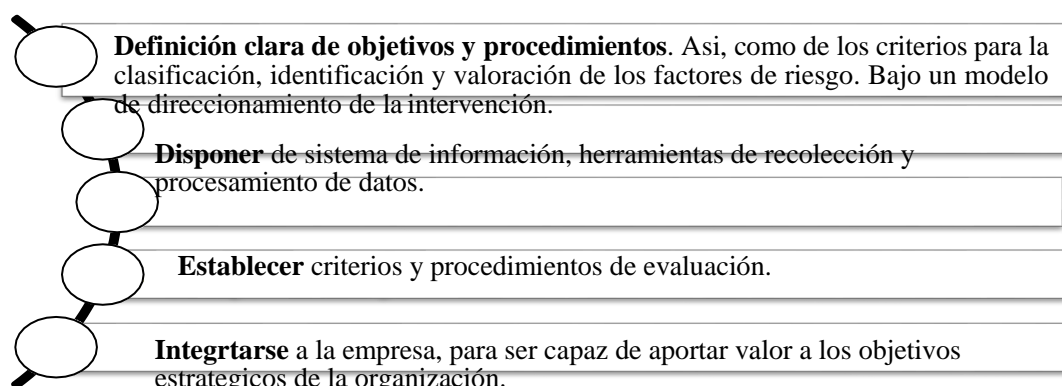 Definición clara de objetivos y procedimientos. Asi, como de los criterios para la
clasificación, identificación y valoración de los factores de riesgo. Bajo un modelo
de direccionamiento de la intervención.
Disponer de sistema de información, herramientas de recolección y
procesamiento de datos.
Establecer criterios y procedimientos de evaluación.
Integrtarse a la empresa, para ser capaz de aportar valor a los objetivos
estrategicos de la organización.